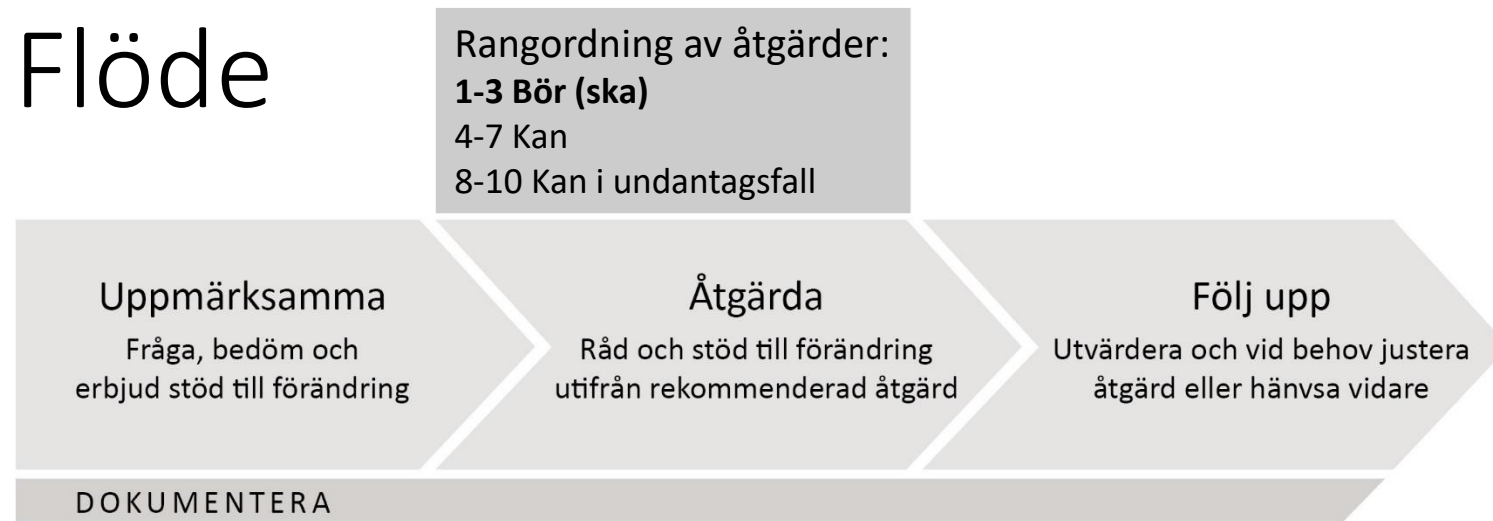 Flöde
Rangordning av åtgärder:
1-3 Bör (ska)
4-7 Kan
8-10 Kan i undantagsfall
Uppmärksamma
Fråga, bedöm och
erbjud stöd till förändring
Åtgärda
Råd och stöd till förändring
utifrån rekommenderad åtgärd
Följ upp
Utvärdera och vid behov justera
åtgärd eller hänvsa vidare
DOKUMENTERA